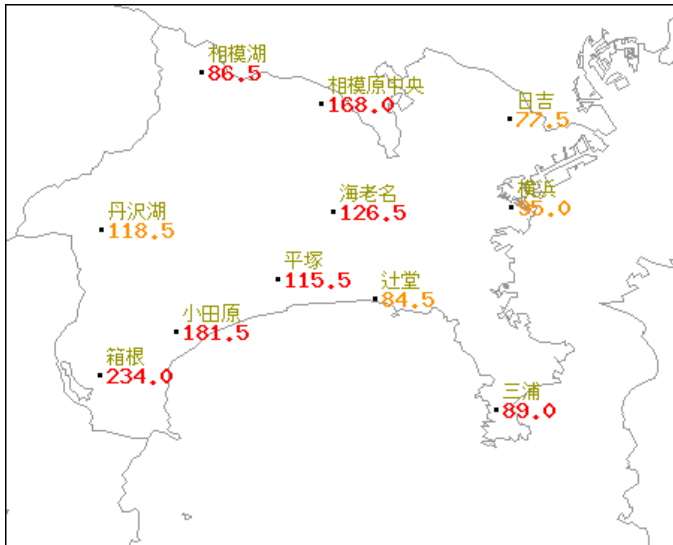 相模湖
86.5
相模原中央
168.0
日吉
77.5
海老名
126.5
横浜
95.0
丹沢湖
118.5
平塚
115.5
辻堂
84.5
小田原
181.5
箱根
234.0
三浦
89.0